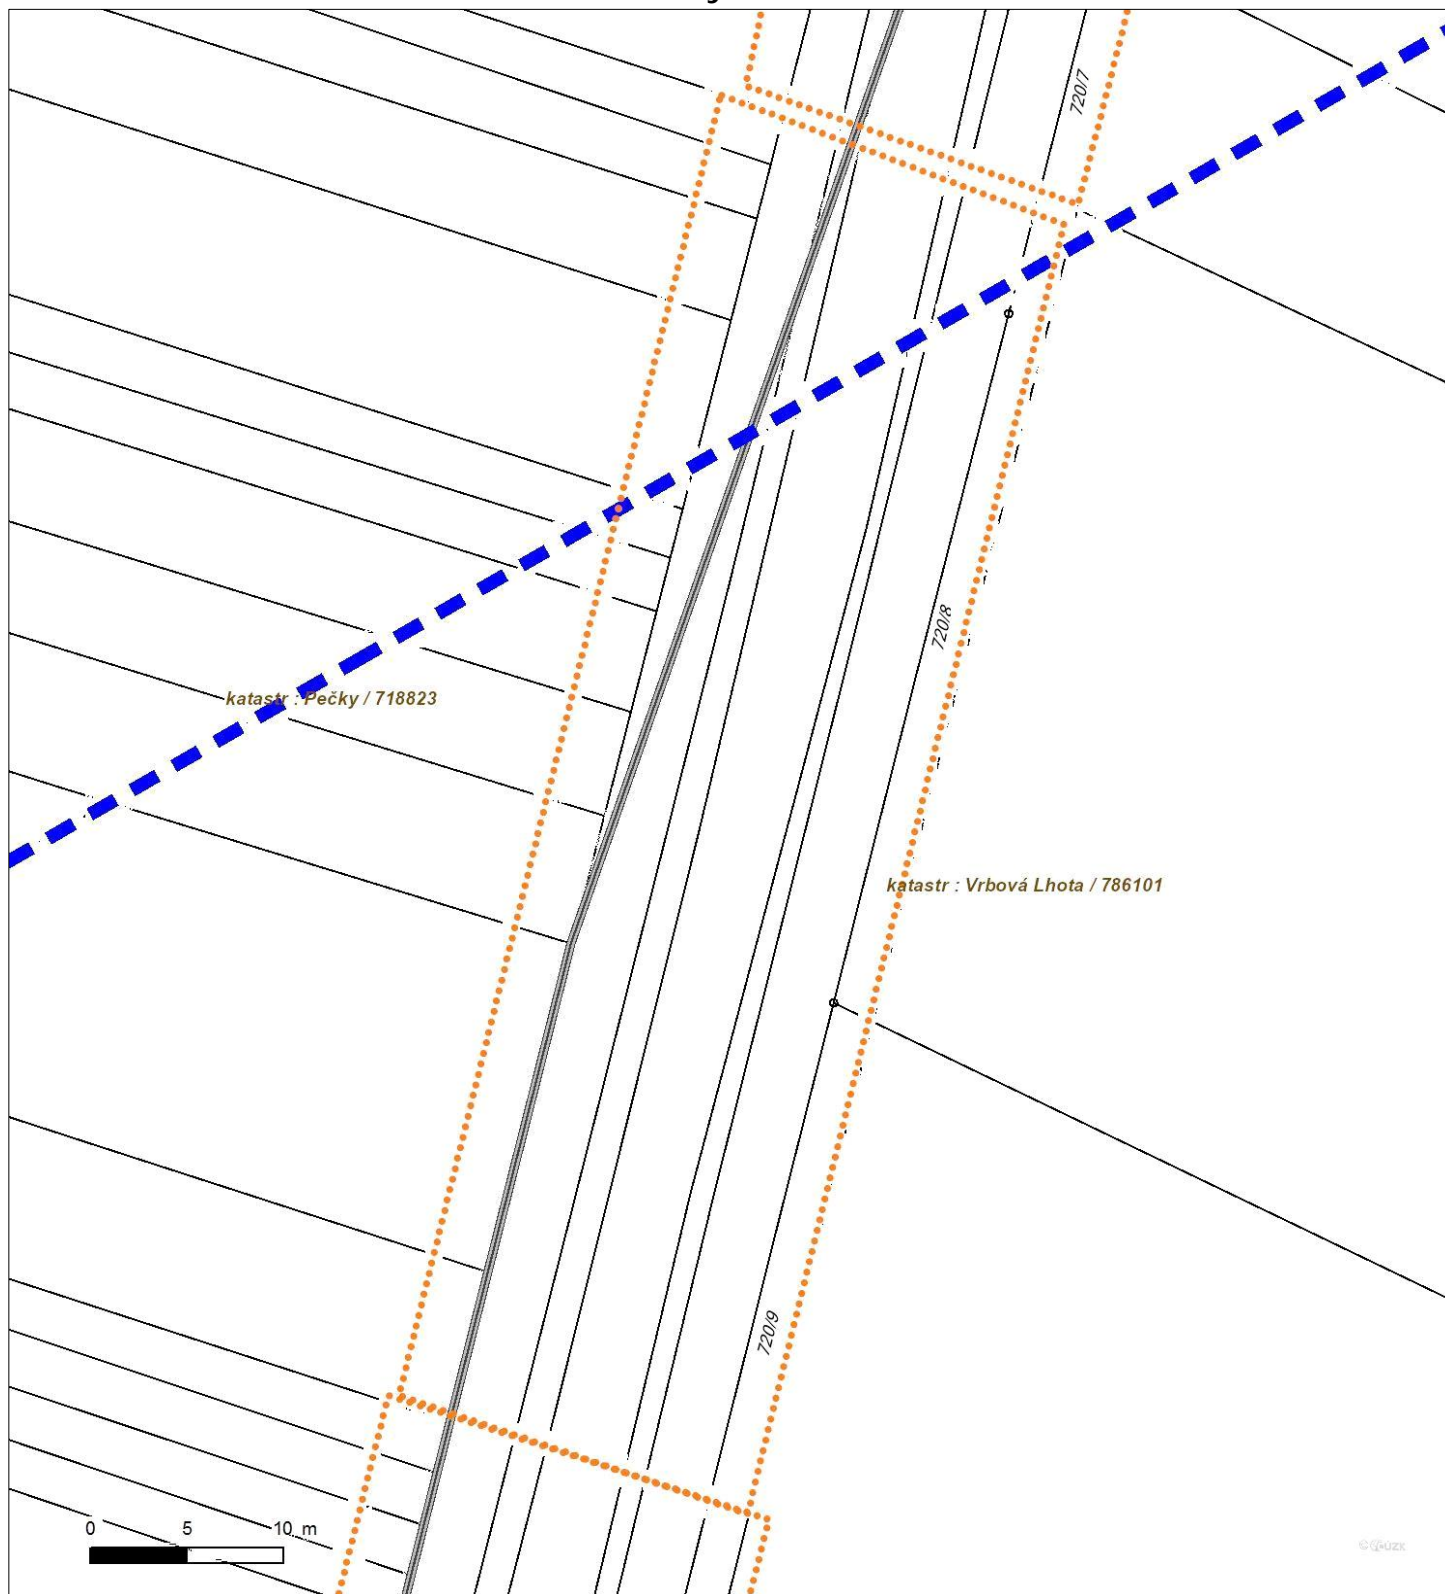 720/7
720/8
katastr : Pečky / 718823
katastr : Vrbová Lhota / 786101
720/9
0 5 10 m